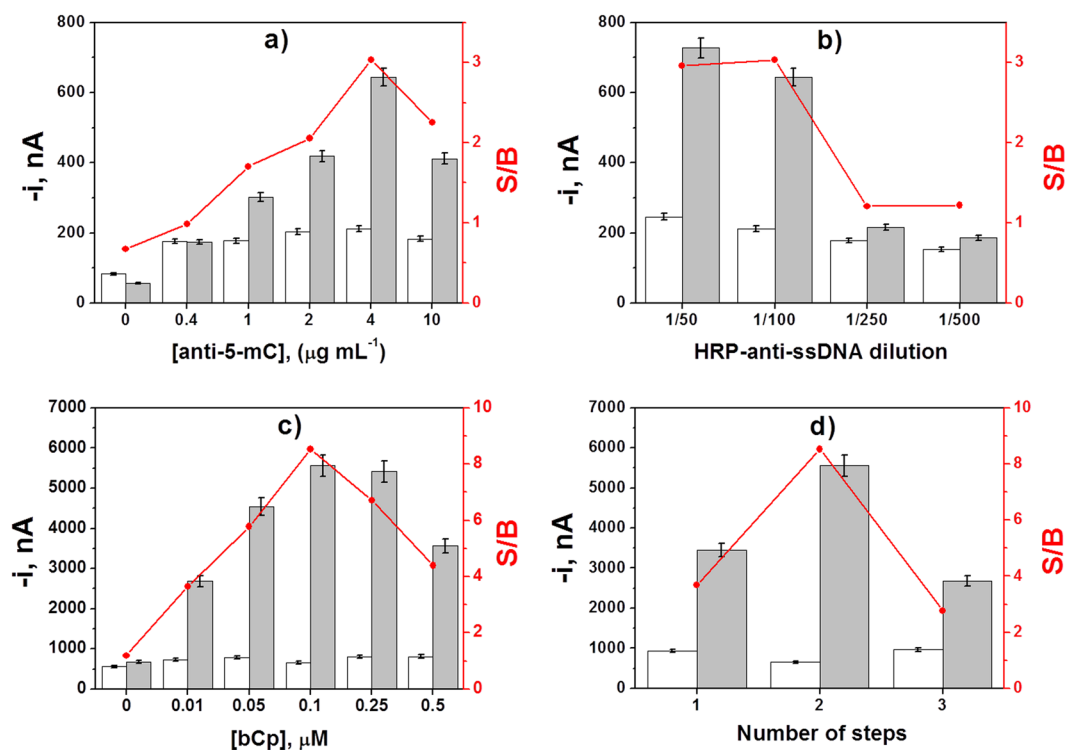 a)
-i, nA
800
600
400
200
0
3
2
1
0
S/B
0 0.4 1 2 4 10
[anti-5-mC], (μg mL⁻¹)
b)
-i, nA
800
600
400
200
0
3
2
1
0
S/B
1/50 1/100 1/250 1/500
HRP-anti-ssDNA dilution
c)
-i, nA
7000
6000
5000
4000
3000
2000
1000
0
10
8
6
4
2
0
S/B
0 0.01 0.05 0.1 0.25 0.5
[bCp], μM
d)
-i, nA
7000
6000
5000
4000
3000
2000
1000
0
10
8
6
4
2
0
S/B
1 2 3
Number of steps